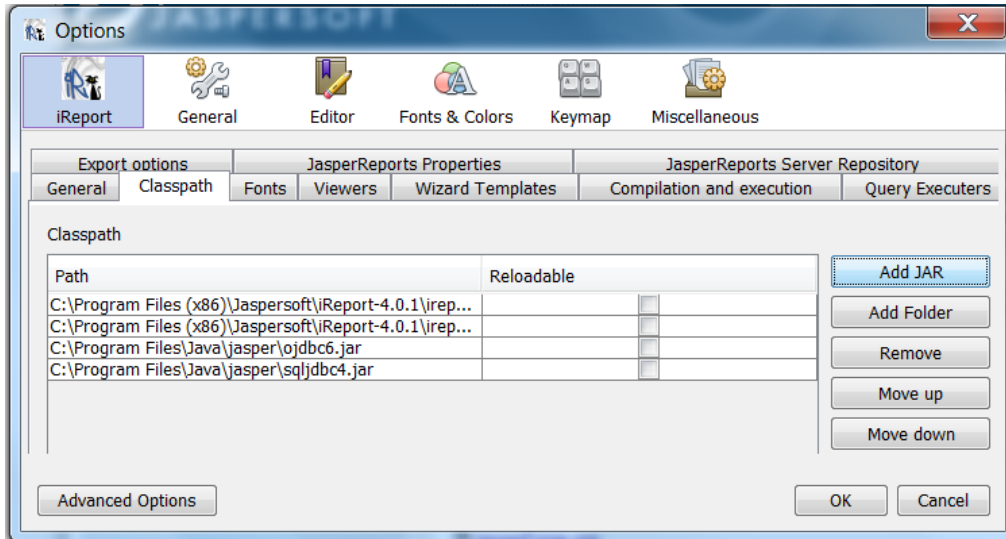 JASPERSOFT
Options
iReport General Editor Fonts & Colors Keymap Miscellaneous
Export options JasperReports Properties JasperReports Server Repository
General Classpath Fonts Viewers Wizard Templates Compilation and execution Query Executers
Classpath
Path Reloadable Add JAR
C:\Program Files (x86)\Jaspersoft\iReport-4.0.1\irep...
Add Folder
C:\Program Files (x86)\Jaspersoft\iReport-4.0.1\irep...
C:\Program Files\Java\jasper\ojdbc6.jar Remove
C:\Program Files\Java\jasper\sqljdbc4.jar
Move up
Move down
Advanced Options OK Cancel